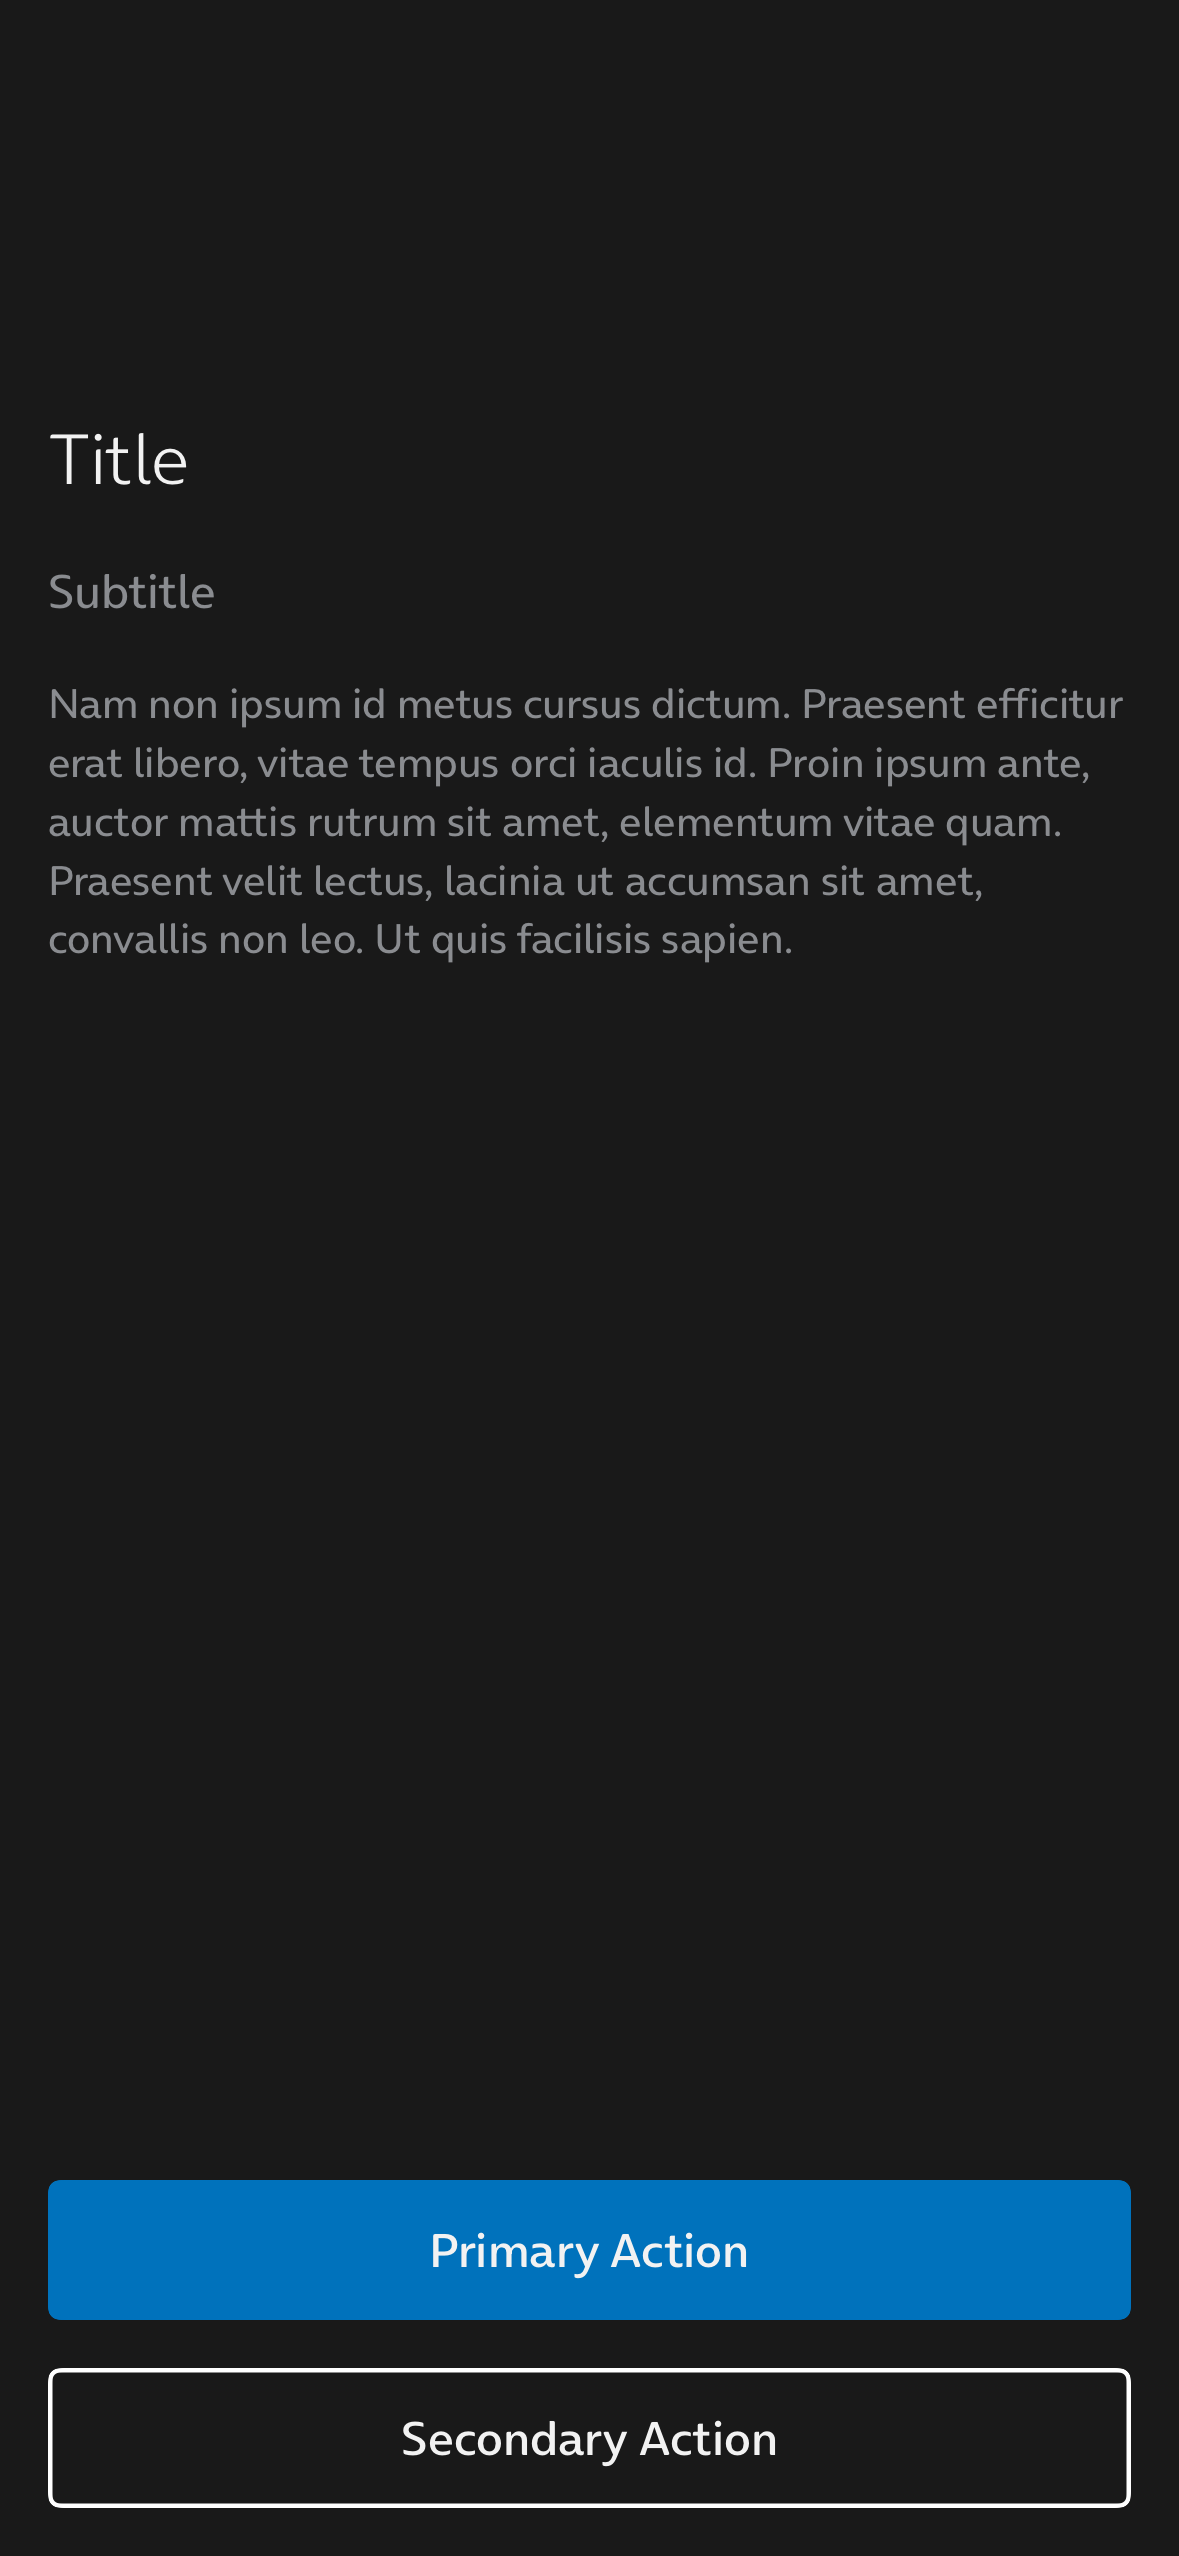 Title
Subtitle
Nam non ipsum id metus cursus dictum. Praesent efficitur
erat libero, vitae tempus orci iaculis id. Proin ipsum ante,
auctor mattis rutrum sit amet, elementum vitae quam.
Praesent velit lectus, lacinia ut accumsan sit amet,
convallis non leo. Ut quis facilisis sapien.
Primary Action
Secondary Action